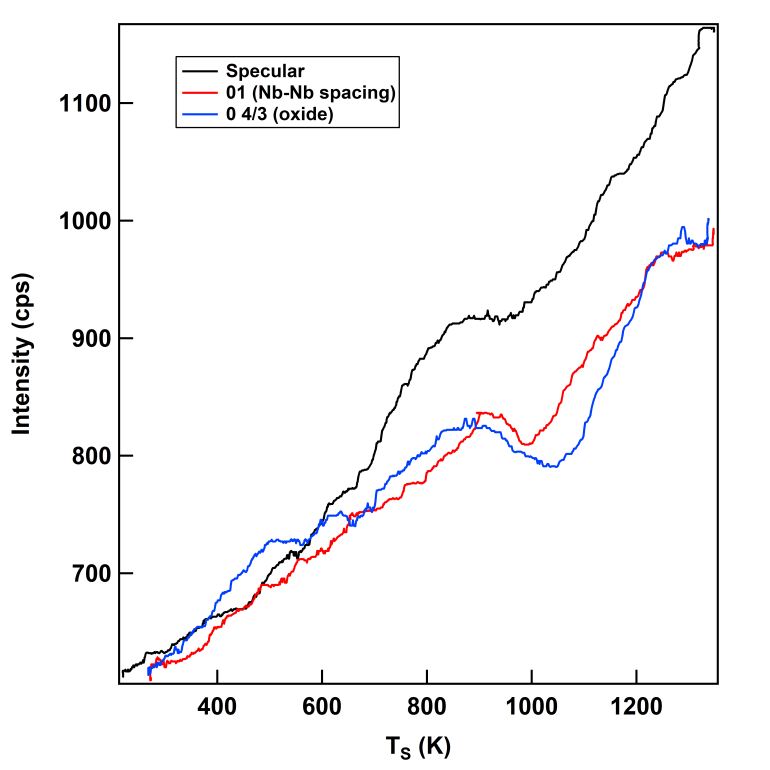 Specular
01 (Nb-Nb spacing)
0 4/3 (oxide)
1100
1000
900
800
700
Intensity (cps)
400 600 800 1000 1200
TS (K)